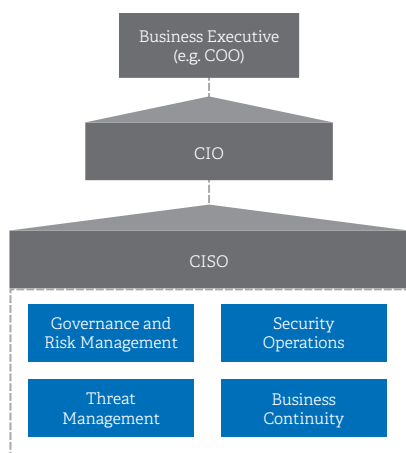 Business Executive
(e.g. COO)
CIO
CISO
Governance and
Risk Management
Security
Operations
Threat
Management
Business
Continuity